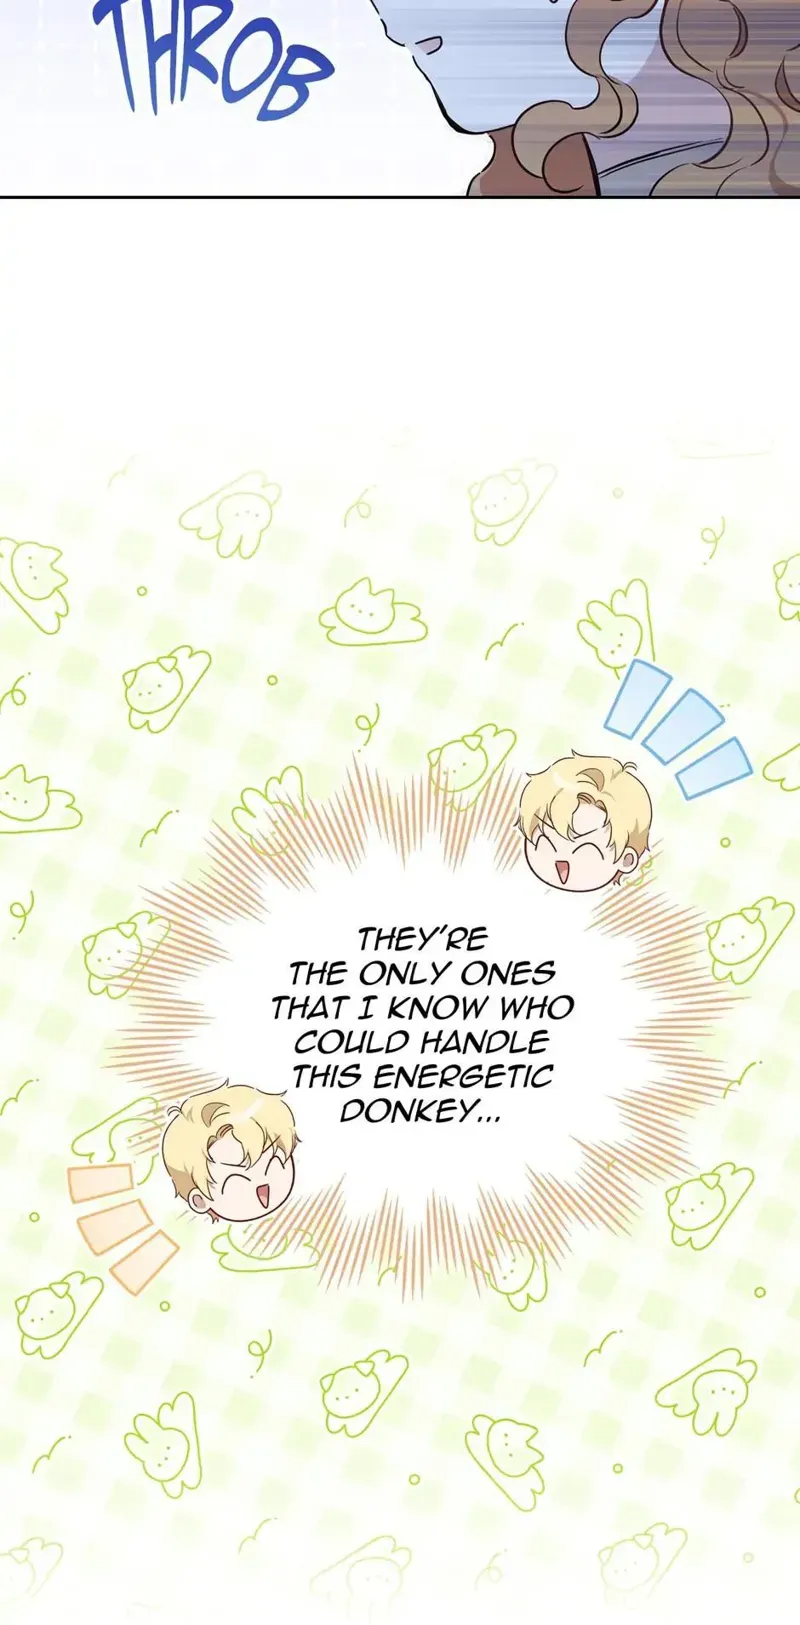 THROB
THEY'RE
THE ONLY ONES
THAT I KNOW WHO
COULD HANDLE
THIS ENERGETIC
DONKEY...